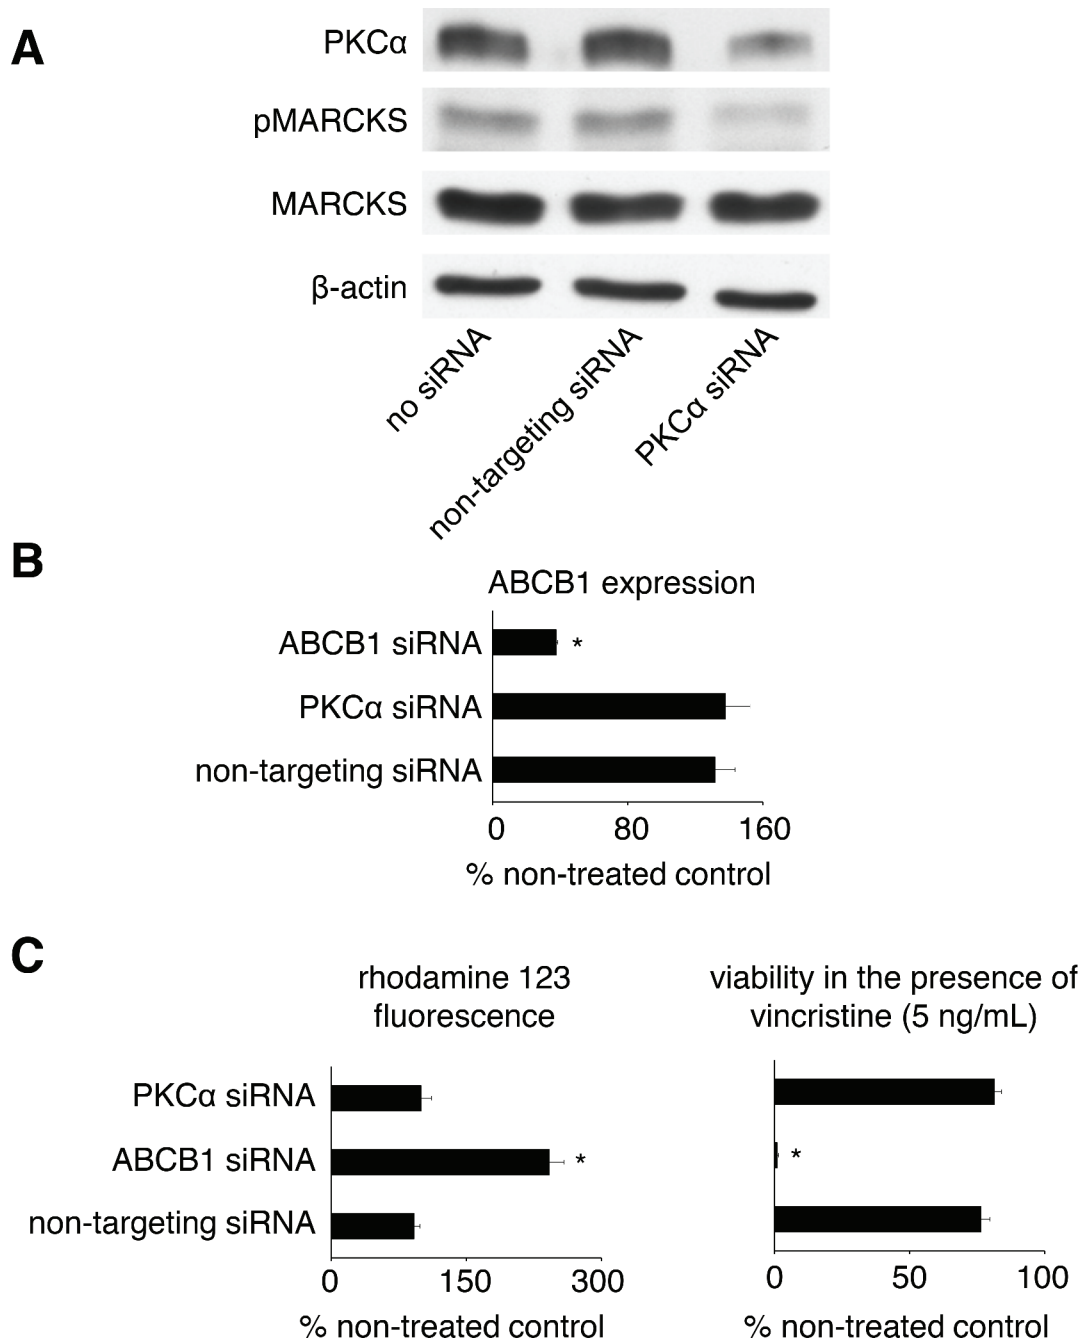 A
PKCα
pMARCKS
MARCKS
β-actin
no siRNA
non-targeting siRNA
PKCα siRNA
B
ABCB1 expression
ABCB1 siRNA
*
PKCα siRNA
non-targeting siRNA
0 80 160
% non-treated control
C
rhodamine 123
fluorescence
PKCα siRNA
ABCB1 siRNA
*
non-targeting siRNA
0 150 300
% non-treated control
viability in the presence of
vincristine (5 ng/mL)
*
0 50 100
% non-treated control